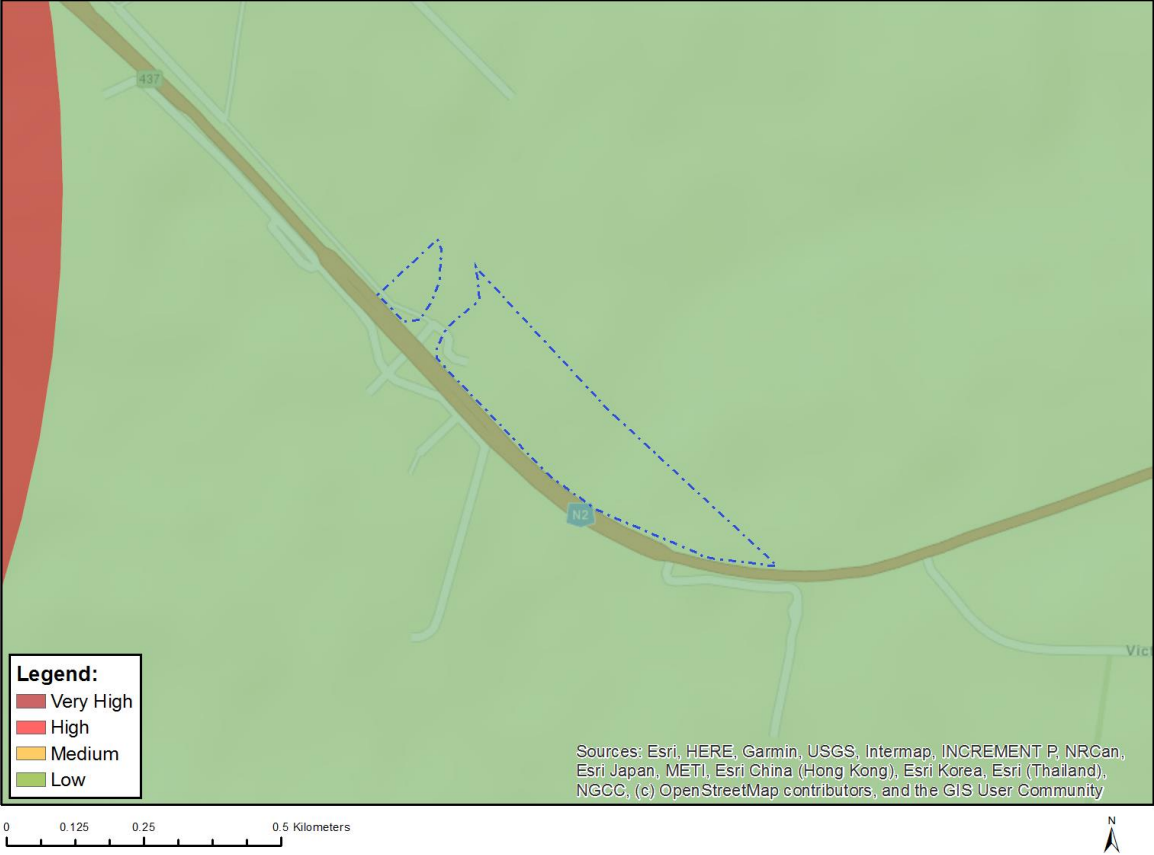 437
N2
Vict
Legend:
Very High
High
Medium
Low
Sources: Esri, HERE, Garmin, USGS, Intermap, INCREMENT P, NRCan,
Esri Japan, METI, Esri China (Hong Kong), Esri Korea, Esri (Thailand),
NGCC, (c) OpenStreetMap contributors, and the GIS User Community
0 0.125 0.25 0.5 Kilometers
N